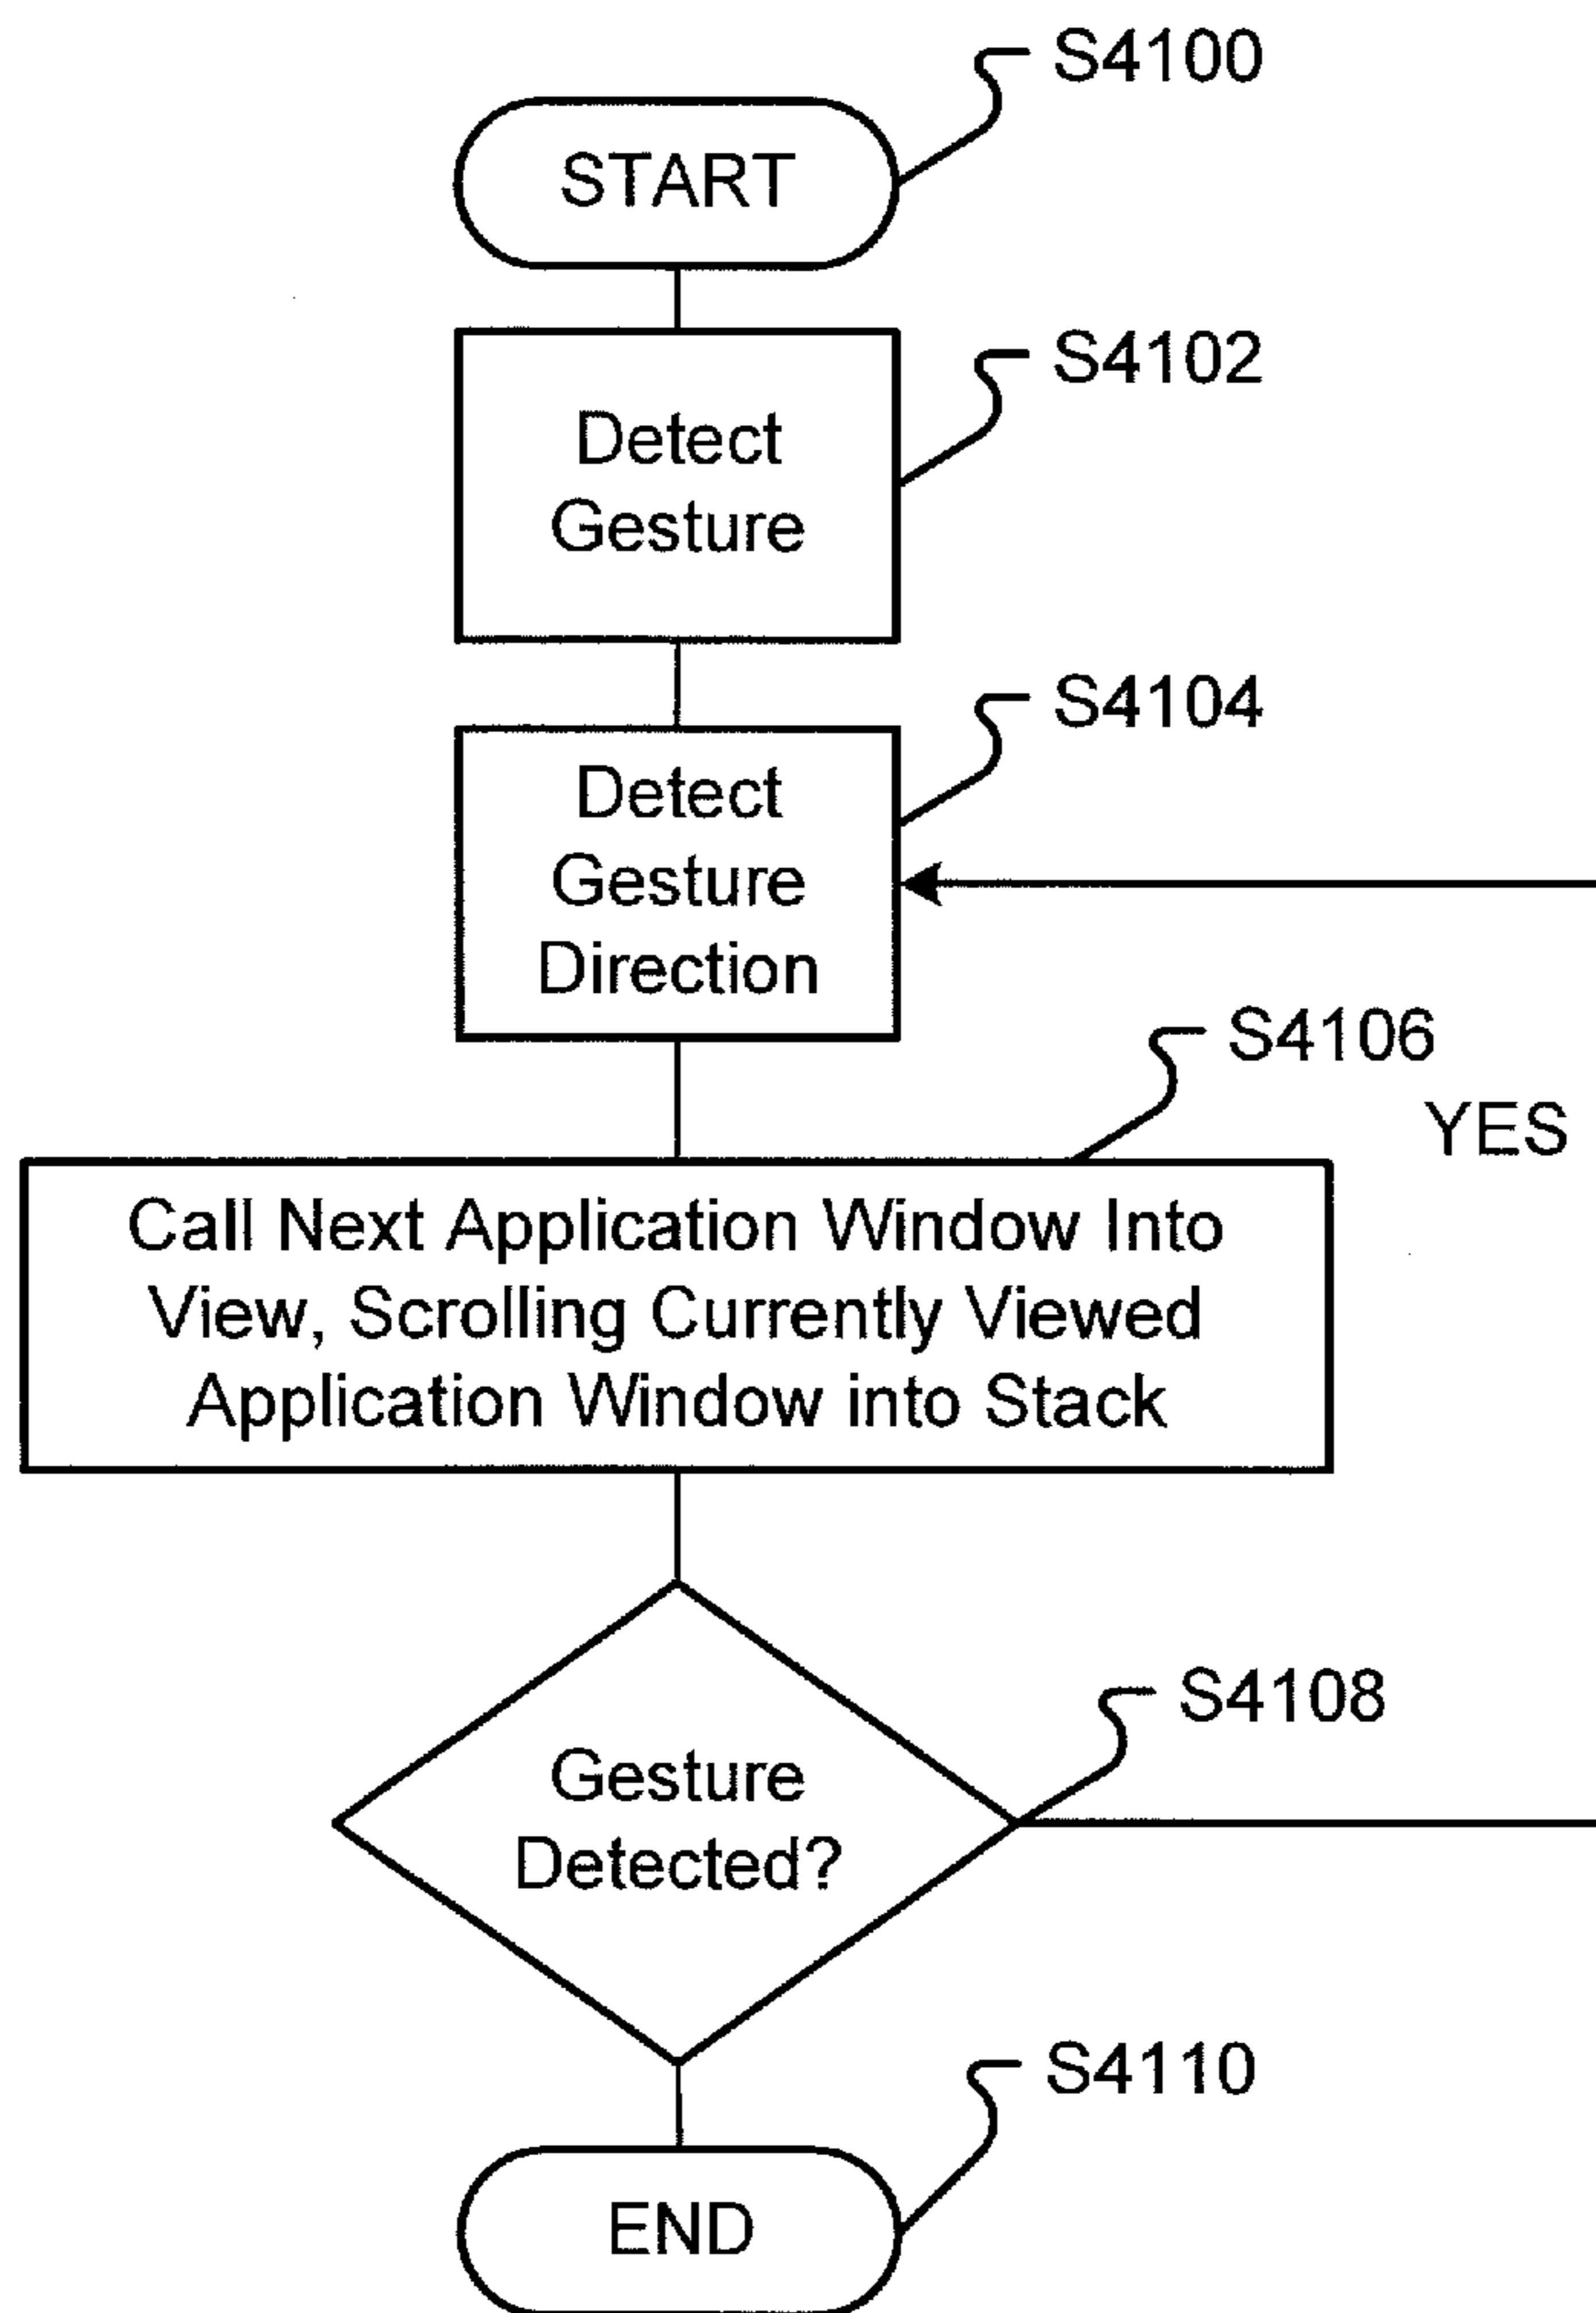 S4100
START
S4102
Detect
Gesture
S4104
Detect
Gesture
Direction
S4106
YES
Call Next Application Window Into
View, Scrolling Currently Viewed
Application Window into Stack
S4108
Gesture
Detected?
S4110
END